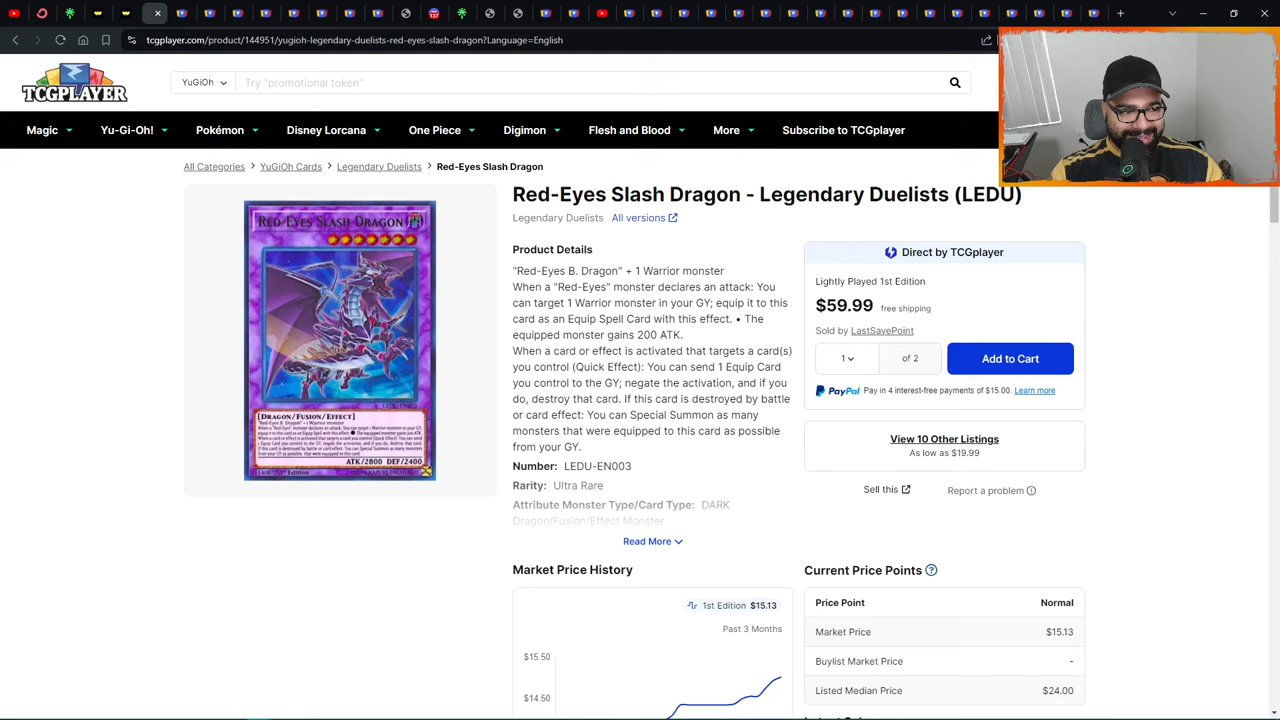 137
tcgplayer.com/product/144951/yugioh-legendary-duelists-red-eyes-slash-dragon?Language=English
TCGPLAYER
YuGiOh
Try "promotional token"
Magic
Yu-Gi-Oh!
Pokémon
Disney Lorcana
One Piece
Digimon
Flesh and Blood
More
Subscribe to TCGplayer
All Categories > YuGiOh Cards > Legendary Duelists > Red-Eyes Slash Dragon
Red-Eyes Slash Dragon - Legendary Duelists (LEDU)
Legendary Duelists All versions
RED-EYES SLASH DRAGON
[DRAGON/FUSION/EFFECT]
ATK/2800 DEF/2400
Product Details
"Red-Eyes B. Dragon" + 1 Warrior monster
When a "Red-Eyes" monster declares an attack: You
can target 1 Warrior monster in your GY; equip it to this
card as an Equip Spell Card with this effect. • The
equipped monster gains 200 ATK.
When a card or effect is activated that targets a card(s)
you control (Quick Effect): You can send 1 Equip Card
you control to the GY; negate the activation, and if you
do, destroy that card. If this card is destroyed by battle
or card effect: You can Special Summon as many
monsters that were equipped to this card as possible
from your GY.
Number: LEDU-EN003
Rarity: Ultra Rare
Attribute Monster Type/Card Type: DARK
Dragon/Fusion/Effect Monster
Read More
Direct by TCGplayer
Lightly Played 1st Edition
$59.99 free shipping
Sold by LastSavePoint
1 of 2
Add to Cart
PayPal Pay in 4 interest-free payments of $15.00. Learn more
View 10 Other Listings
As low as $19.99
Sell this
Report a problem
Market Price History
1st Edition $15.13
Past 3 Months
$15.50
$14.50
Current Price Points
Price Point Normal
Market Price $15.13
Buylist Market Price -
Listed Median Price $24.00